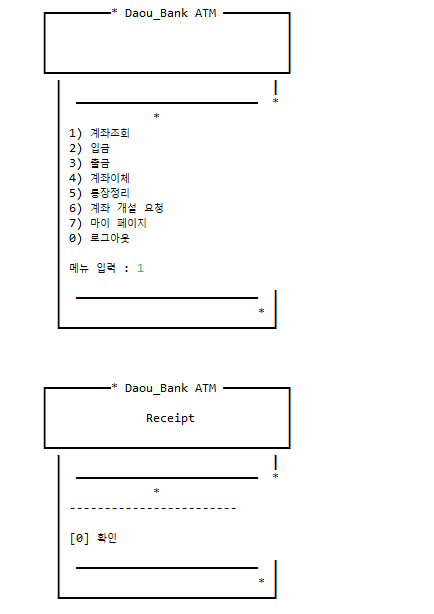 * Daou_Bank ATM
*
*
1) 계좌조회
2) 입금
3) 출금
4) 계좌이체
5) 통장정리
6) 계좌 개설 요청
7) 마이 페이지
0) 로그아웃
메뉴 입력 : 1
*
* Daou_Bank ATM
Receipt
*
*
------------------------
[0] 확인
*